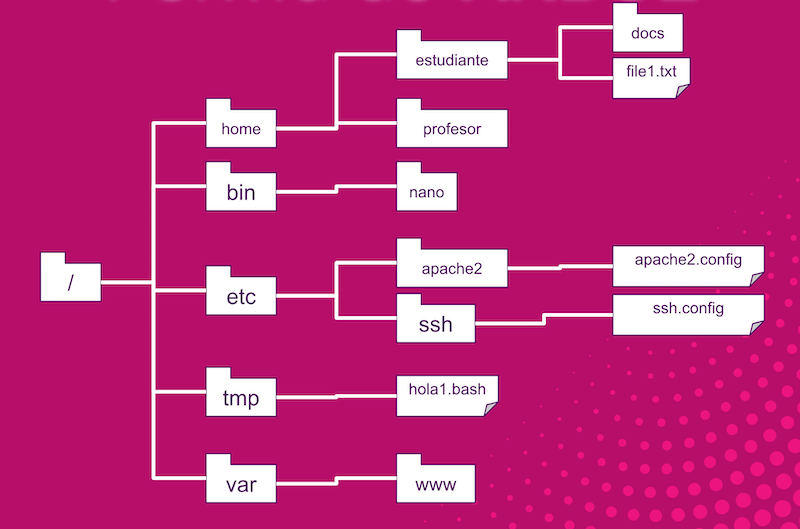 docs
estudiante
file1.txt
home
profesor
bin
nano
/
etc
apache2
apache2.config
ssh
ssh.config
tmp
hola1.bash
var
www